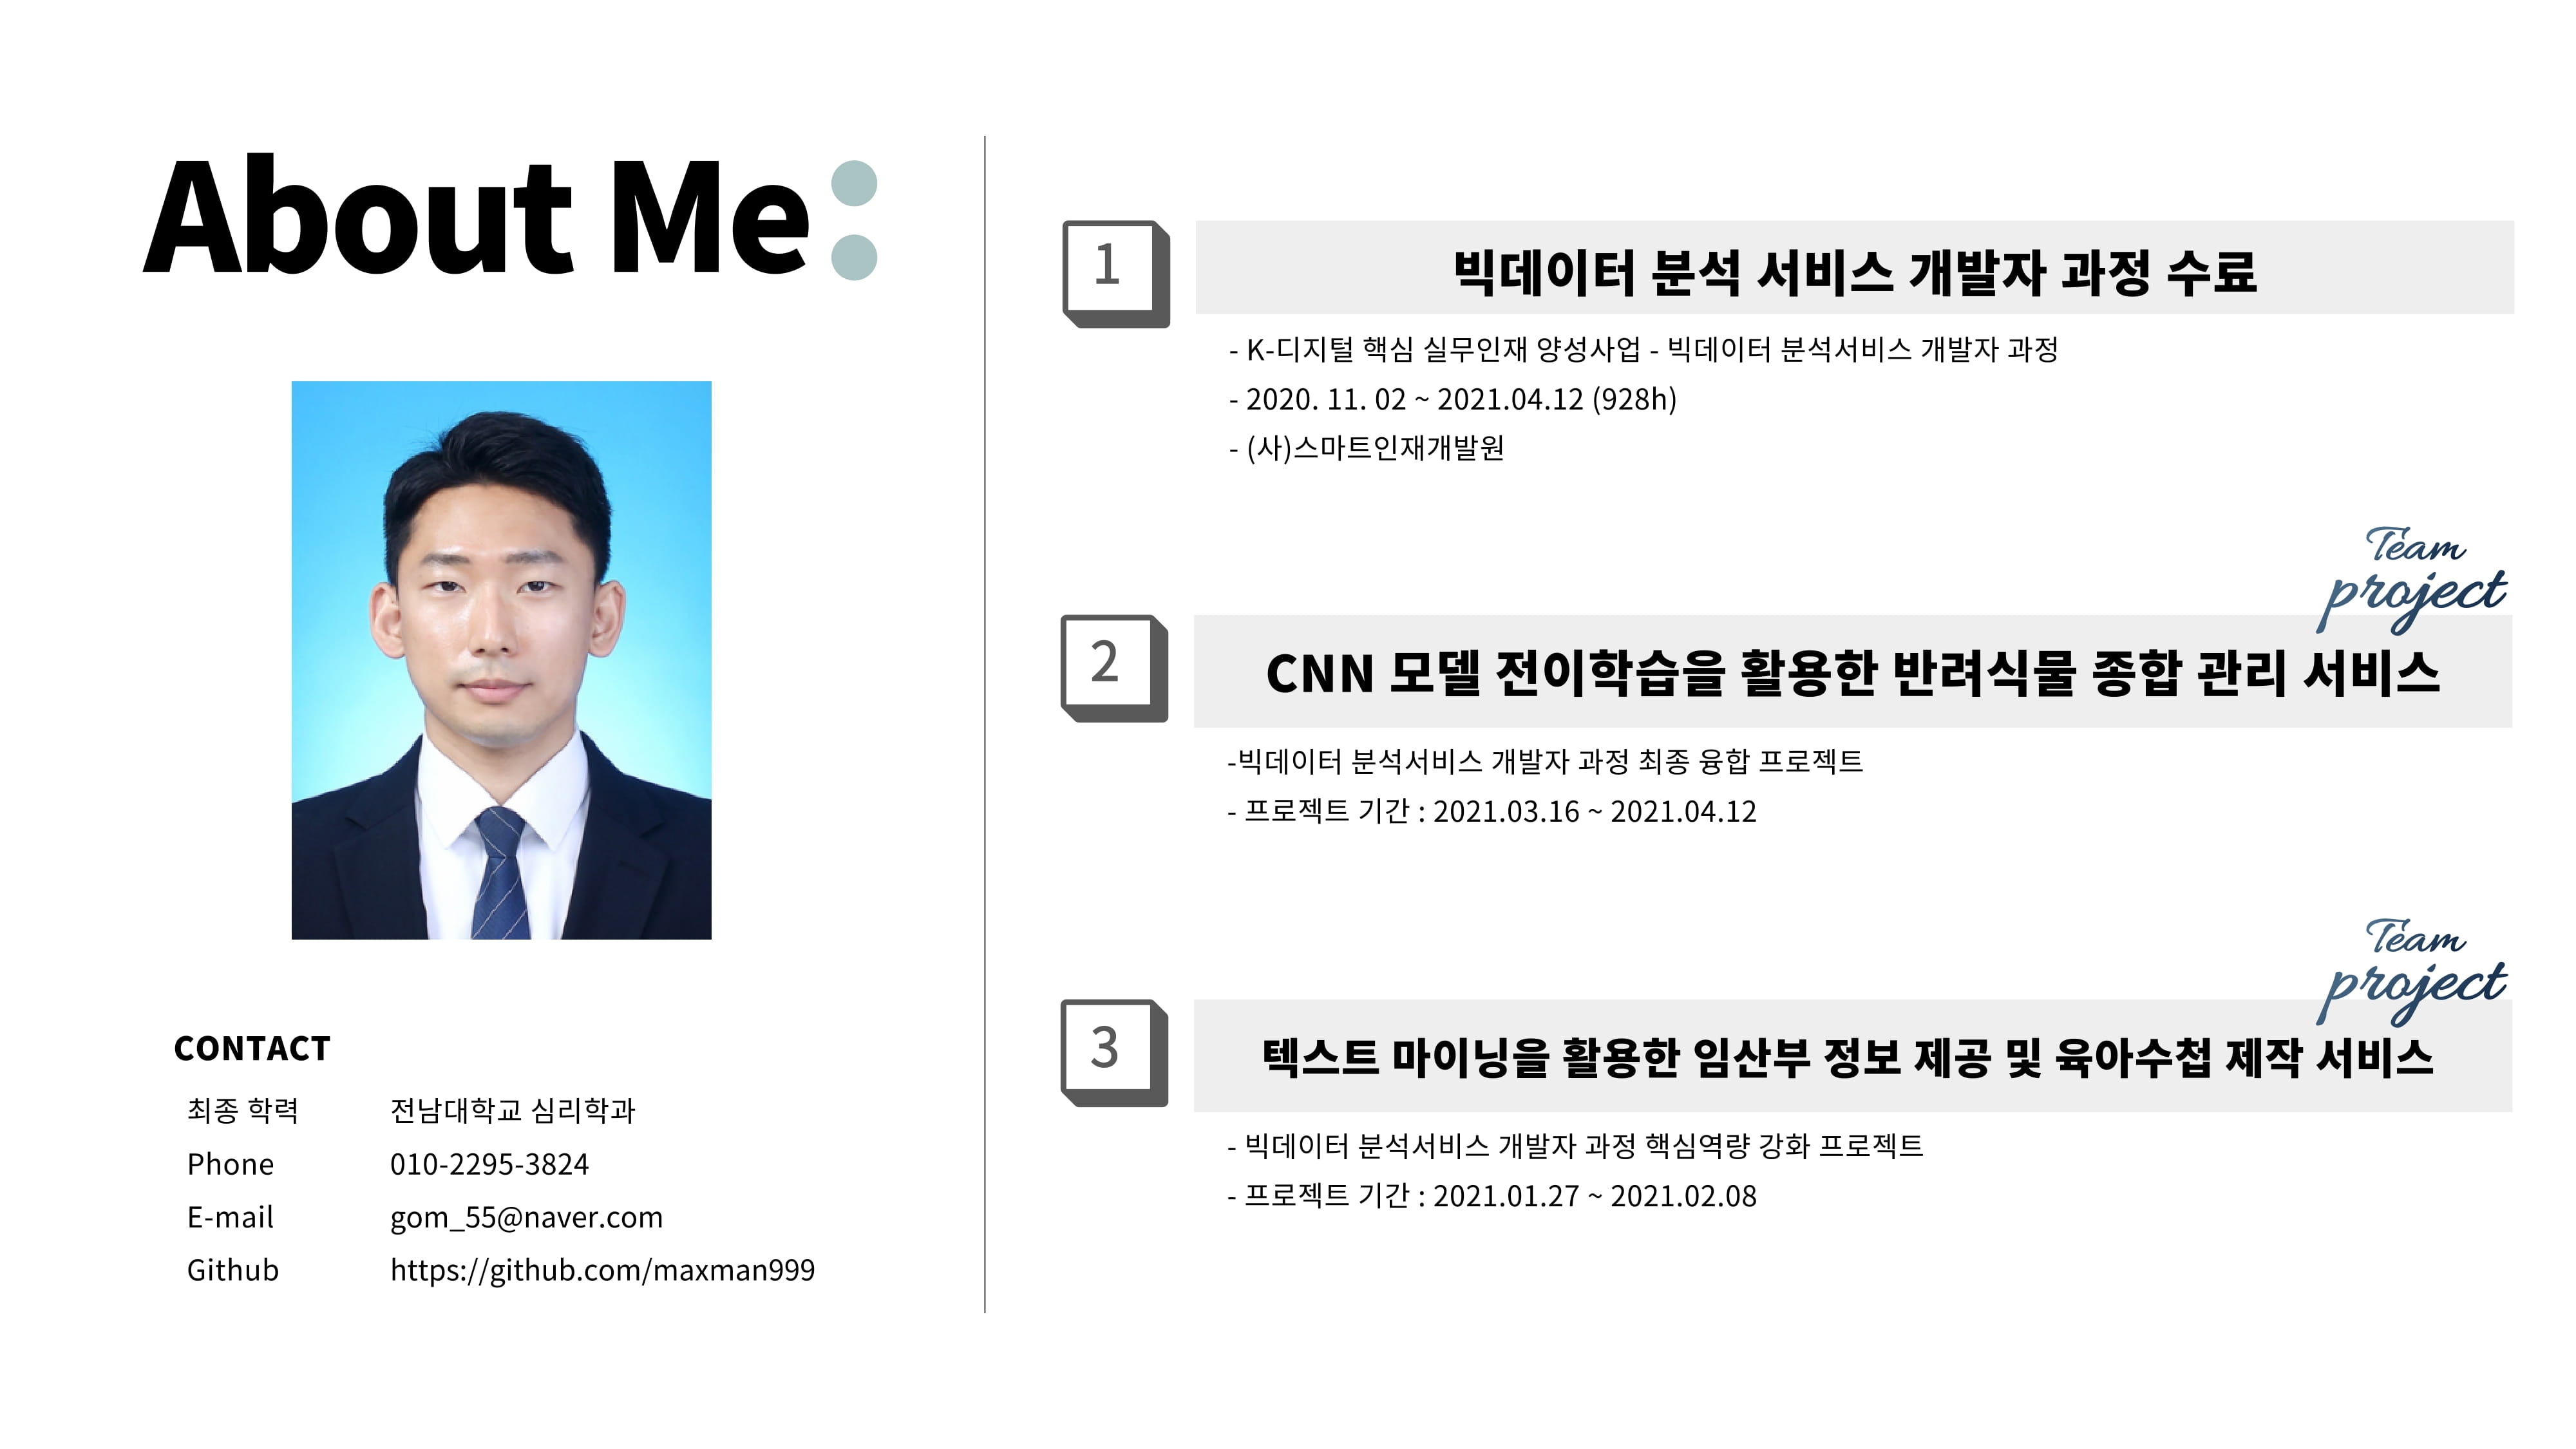 About Me:
CONTACT
최종 학력 전남대학교 심리학과
Phone 010-2295-3824
E-mail gom_55@naver.com
Github https://github.com/maxman999
1
빅데이터 분석 서비스 개발자 과정 수료
- K-디지털 핵심 실무인재 양성사업 - 빅데이터 분석서비스 개발자 과정
- 2020. 11. 02 ~ 2021.04.12 (928h)
- (사)스마트인재개발원
Team
project
2
CNN 모델 전이학습을 활용한 반려식물 종합 관리 서비스
-빅데이터 분석서비스 개발자 과정 최종 융합 프로젝트
- 프로젝트 기간 : 2021.03.16 ~ 2021.04.12
Team
project
3
텍스트 마이닝을 활용한 임산부 정보 제공 및 육아수첩 제작 서비스
- 빅데이터 분석서비스 개발자 과정 핵심역량 강화 프로젝트
- 프로젝트 기간 : 2021.01.27 ~ 2021.02.08